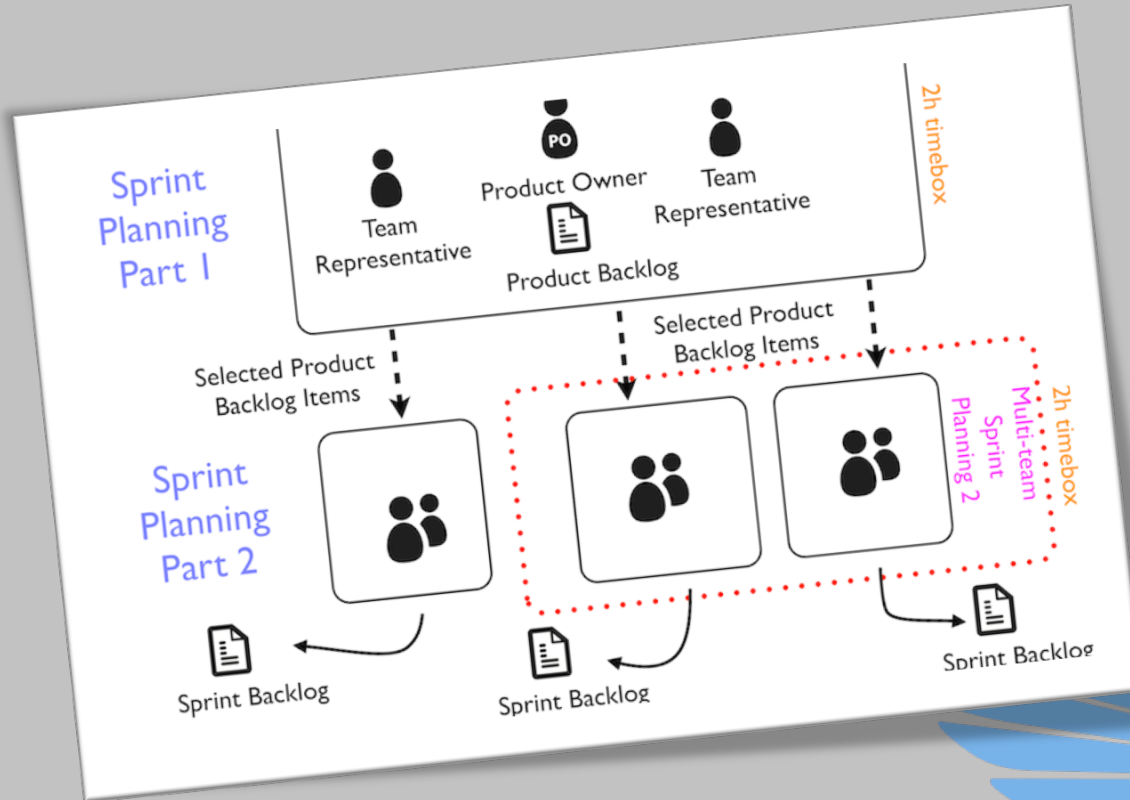 Sprint
Planning
Part 1
PO
Product Owner
Team
Representative
Team
Representative
Product Backlog
2h timebox
Selected Product
Backlog Items
Selected Product
Backlog Items
Sprint
Planning
Part 2
Multi-team
Sprint
Planning 2
2h timebox
Sprint Backlog
Sprint Backlog
Sprint Backlog